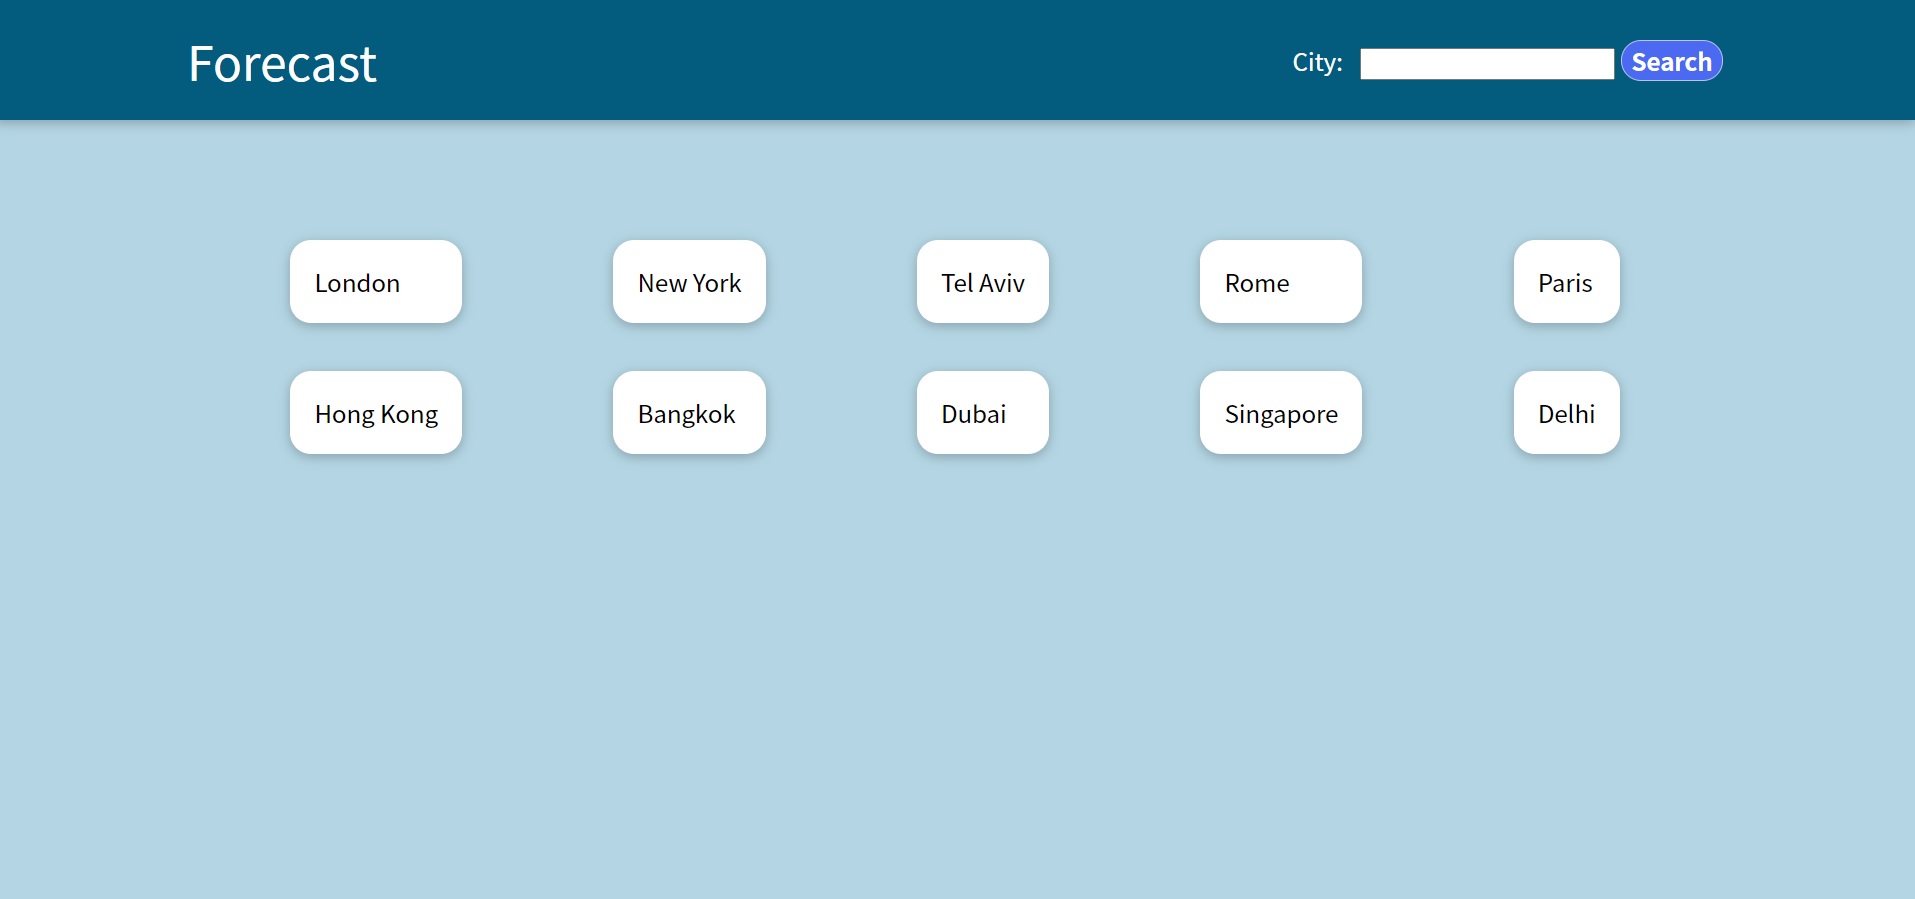 Forecast
City: Search
London New York Tel Aviv Rome Paris
Hong Kong Bangkok Dubai Singapore Delhi